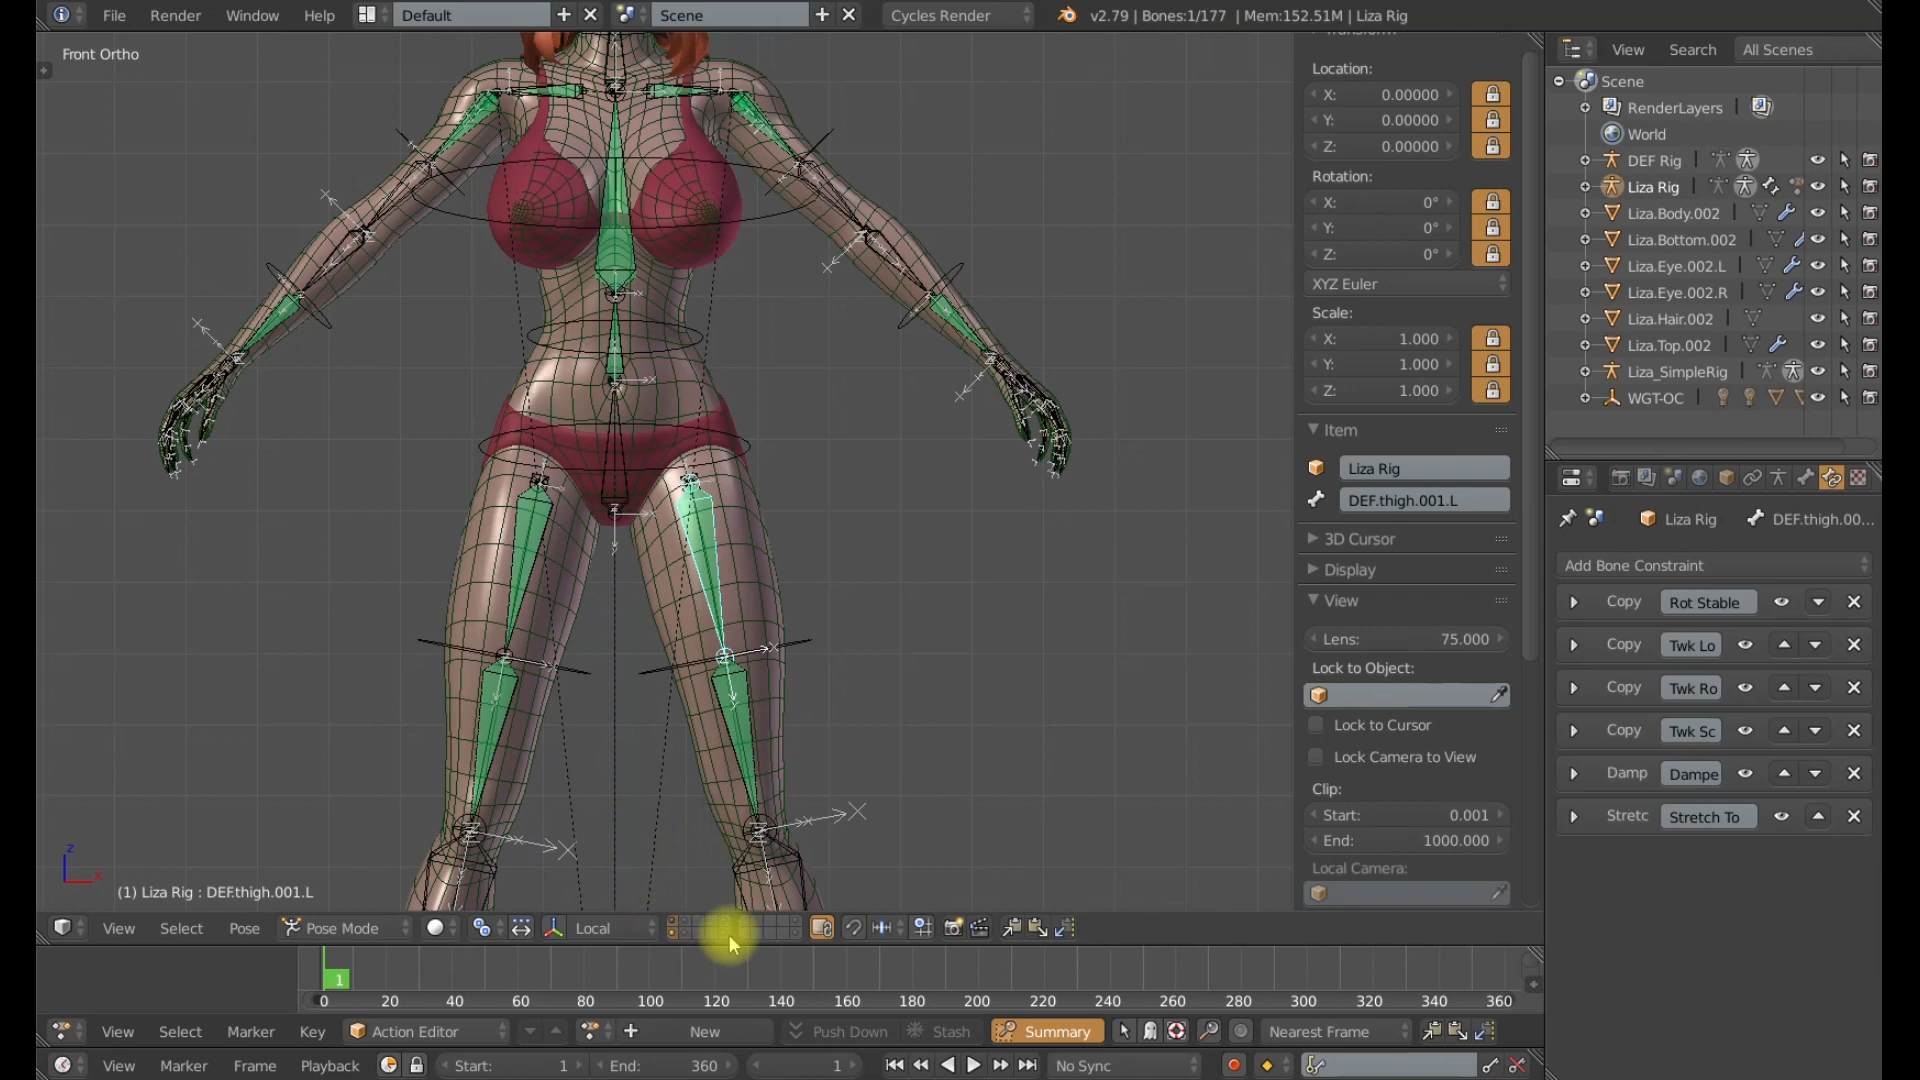 File Render Window Help Default Scene Cycles Render v2.79 | Bones:1/177 | Mem:152.51M | Liza Rig
Front Ortho
(1) Liza Rig : DEF.thigh.001.L
View Select Pose Pose Mode Local
Location:
X: 0.00000
Y: 0.00000
Z: 0.00000
Rotation:
X: 0°
Y: 0°
Z: 0°
XYZ Euler
Scale:
X: 1.000
Y: 1.000
Z: 1.000
Item
Liza Rig
DEF.thigh.001.L
3D Cursor
Display
View
Lens: 75.000
Lock to Object:
Lock to Cursor
Lock Camera to View
Clip:
Start: 0.001
End: 1000.000
Local Camera:
View Search All Scenes
Scene
RenderLayers
World
DEF Rig
Liza Rig
Liza.Body.002
Liza.Bottom.002
Liza.Eye.002.L
Liza.Eye.002.R
Liza.Hair.002
Liza.Top.002
Liza_SimpleRig
WGT-OC
Liza Rig DEF.thigh.00...
Add Bone Constraint
Copy Rot Stable
Copy Twk Lo
Copy Twk Ro
Copy Twk Sc
Damp Dampe
Stretc Stretch To
1
0 20 40 60 80 100 120 140 160 180 200 220 240 260 280 300 320 340 360
View Select Marker Key Action Editor New Push Down Stash Summary Nearest Frame
View Marker Frame Playback Start: 1 End: 360 1 No Sync